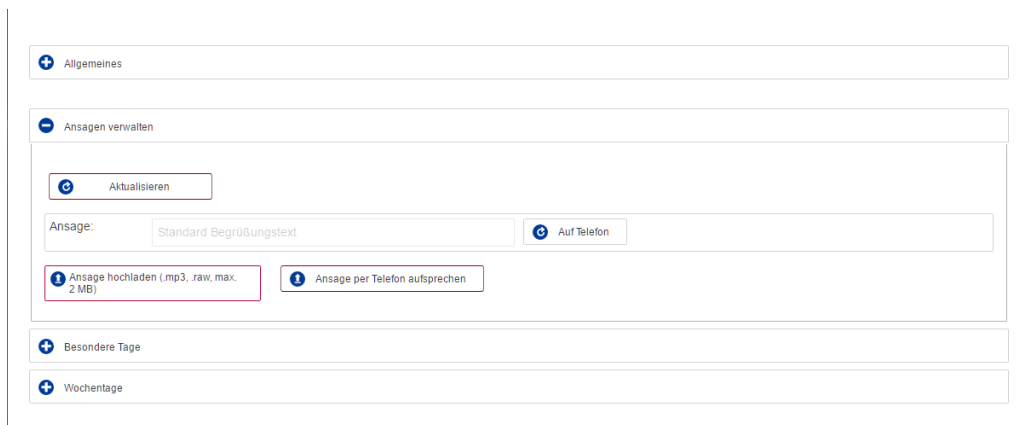 Allgemeines
Ansagen verwalten
Aktualisieren
Ansage:
Standard Begrüßungstext
Auf Telefon
Ansage hochladen (.mp3, .raw, max.
2 MB)
Ansage per Telefon aufsprechen
Besondere Tage
Wochentage